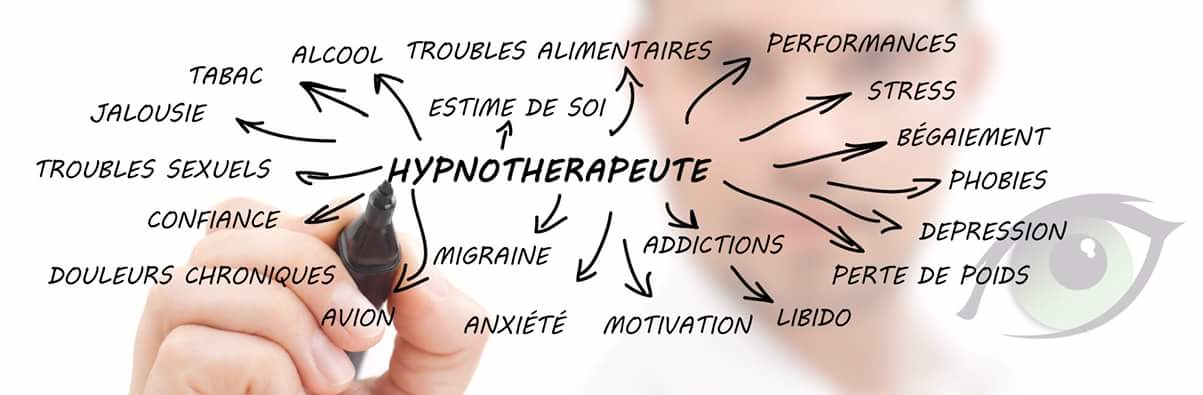 ALCOOL TROUBLES ALIMENTAIRES PERFORMANCES
TABAC STRESS
JALOUSIE ESTIME DE SOI
BÉGAIEMENT
TROUBLES SEXUELS HYPNOTHERAPEUTE PHOBIES
CONFIANCE DEPRESSION
MIGRAINE ADDICTIONS
DOULEURS CHRONIQUES PERTE DE POIDS
AVION ANXIÉTÉ MOTIVATION LIBIDO